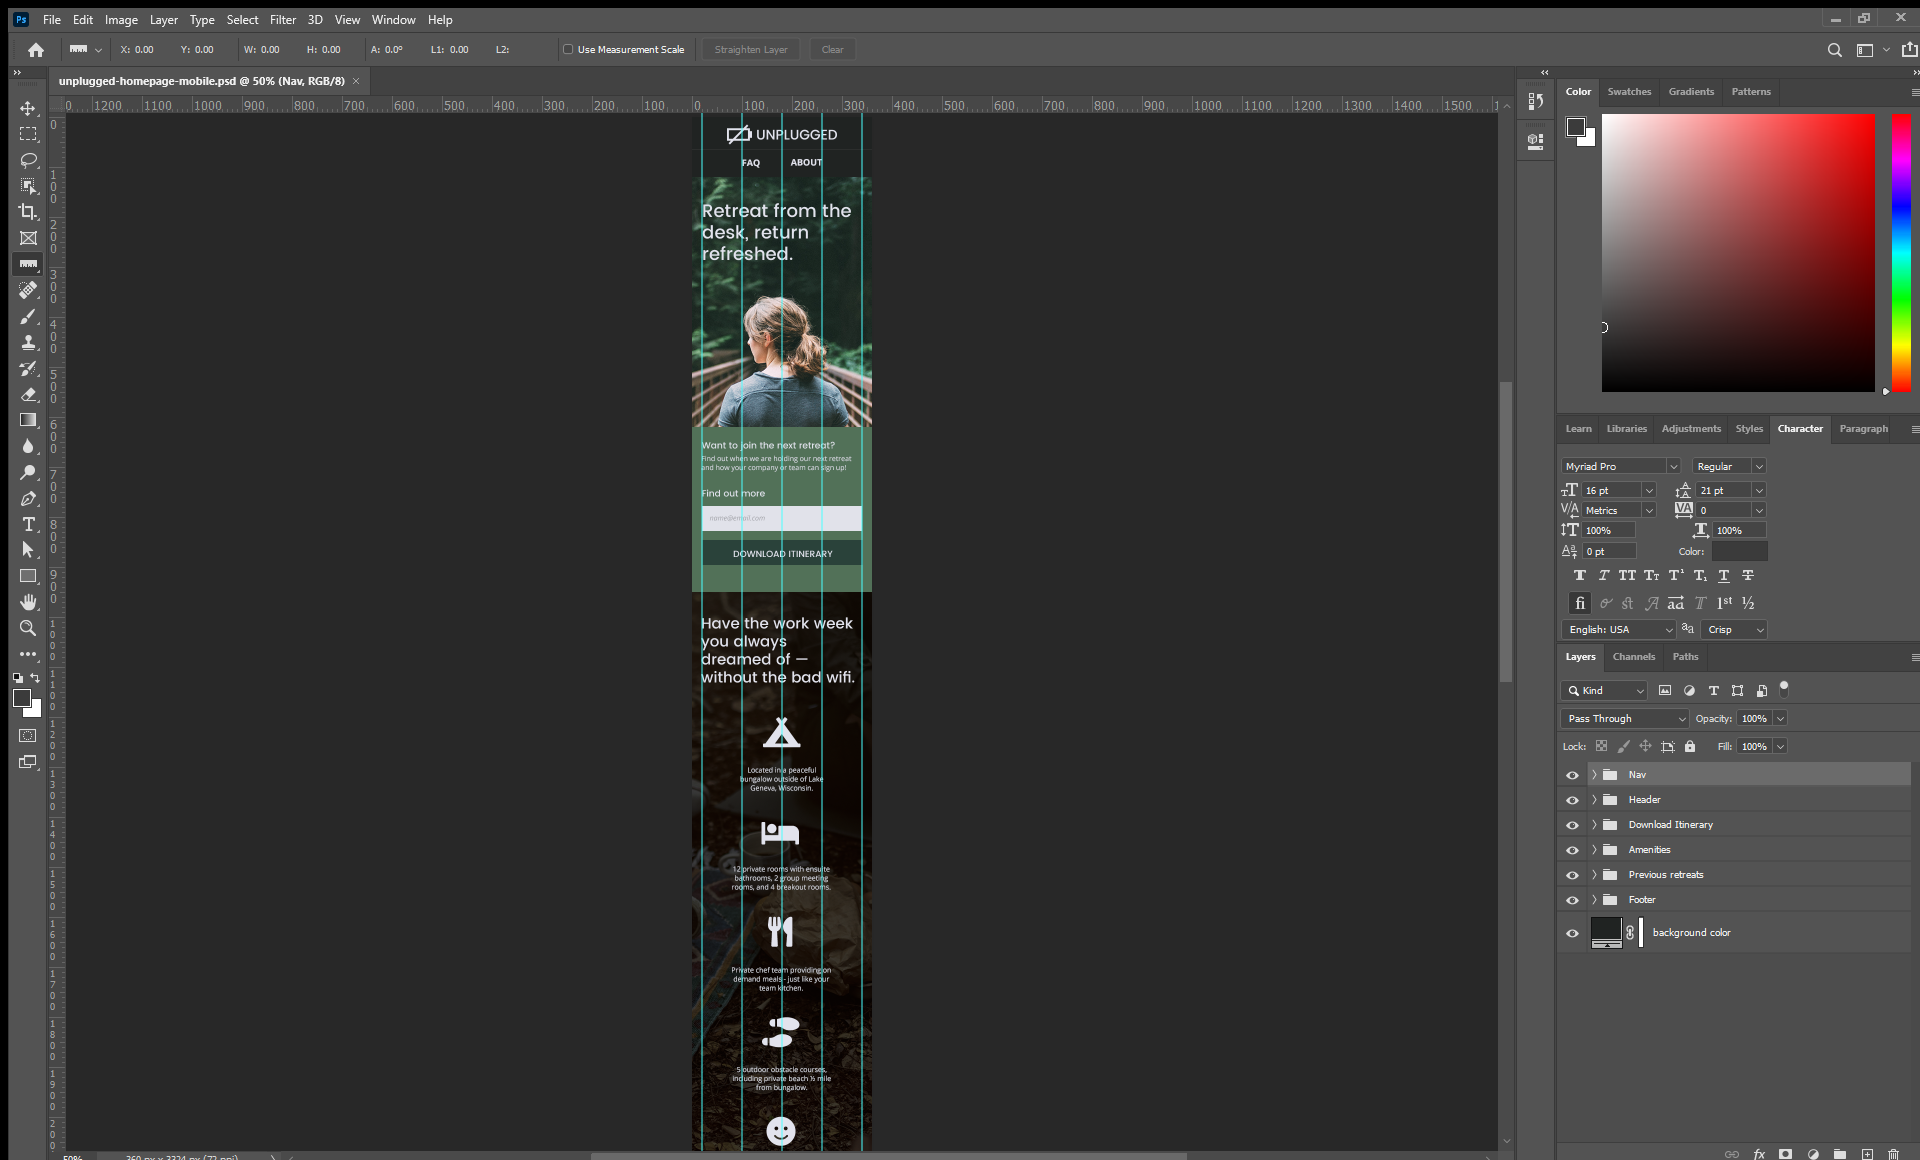 Ps File Edit Image Layer Type Select Filter 3D View Window Help
X: 0.00 Y: 0.00 W: 0.00 H: 0.00 A: 0.0° L1: 0.00 L2: Use Measurement Scale Straighten Layer Clear
unplugged-homepage-mobile.psd @ 50% (Nav, RGB/8) ×
0 1200 1100 1000 900 800 700 600 500 400 300 200 100 0 100 200 300 400 500 600 700 800 900 1000 1100 1200 1300 1400 1500
UNPLUGGED
FAQ ABOUT
Retreat from the
desk, return
refreshed.
Want to join the next retreat?
Find out when we are holding our next retreat
and how your company or team can sign up!
Find out more
name@email.com
DOWNLOAD ITINERARY
Have the work week
you always
dreamed of —
without the bad wifi.
Located in a peaceful
bungalow outside of Lake
Geneva, Wisconsin.
12 private rooms with ensuite
bathrooms, 2 group meeting
rooms, and 4 breakout rooms.
Private chef team providing on
demand meals - just like your
team kitchen.
5 outdoor obstacle courses,
including private beach ½ mile
from bungalow.
50% 360 px x 3324 px (72 ppi)
Color Swatches Gradients Patterns
Learn Libraries Adjustments Styles Character Paragraph
Myriad Pro Regular
16 pt 21 pt
Metrics 0
100% 100%
0 pt Color:
English: USA aa Crisp
Layers Channels Paths
Kind
Pass Through Opacity: 100%
Lock: Fill: 100%
Nav
Header
Download Itinerary
Amenities
Previous retreats
Footer
background color
fx